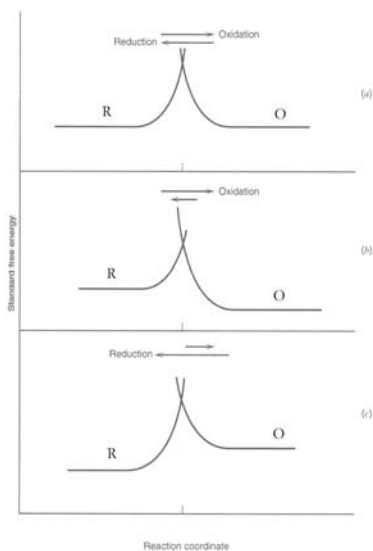 Oxidation
Reduction
R
O
(a)
Oxidation
R
O
(b)
Reduction
R
O
(c)
Standard free energy
Reaction coordinate